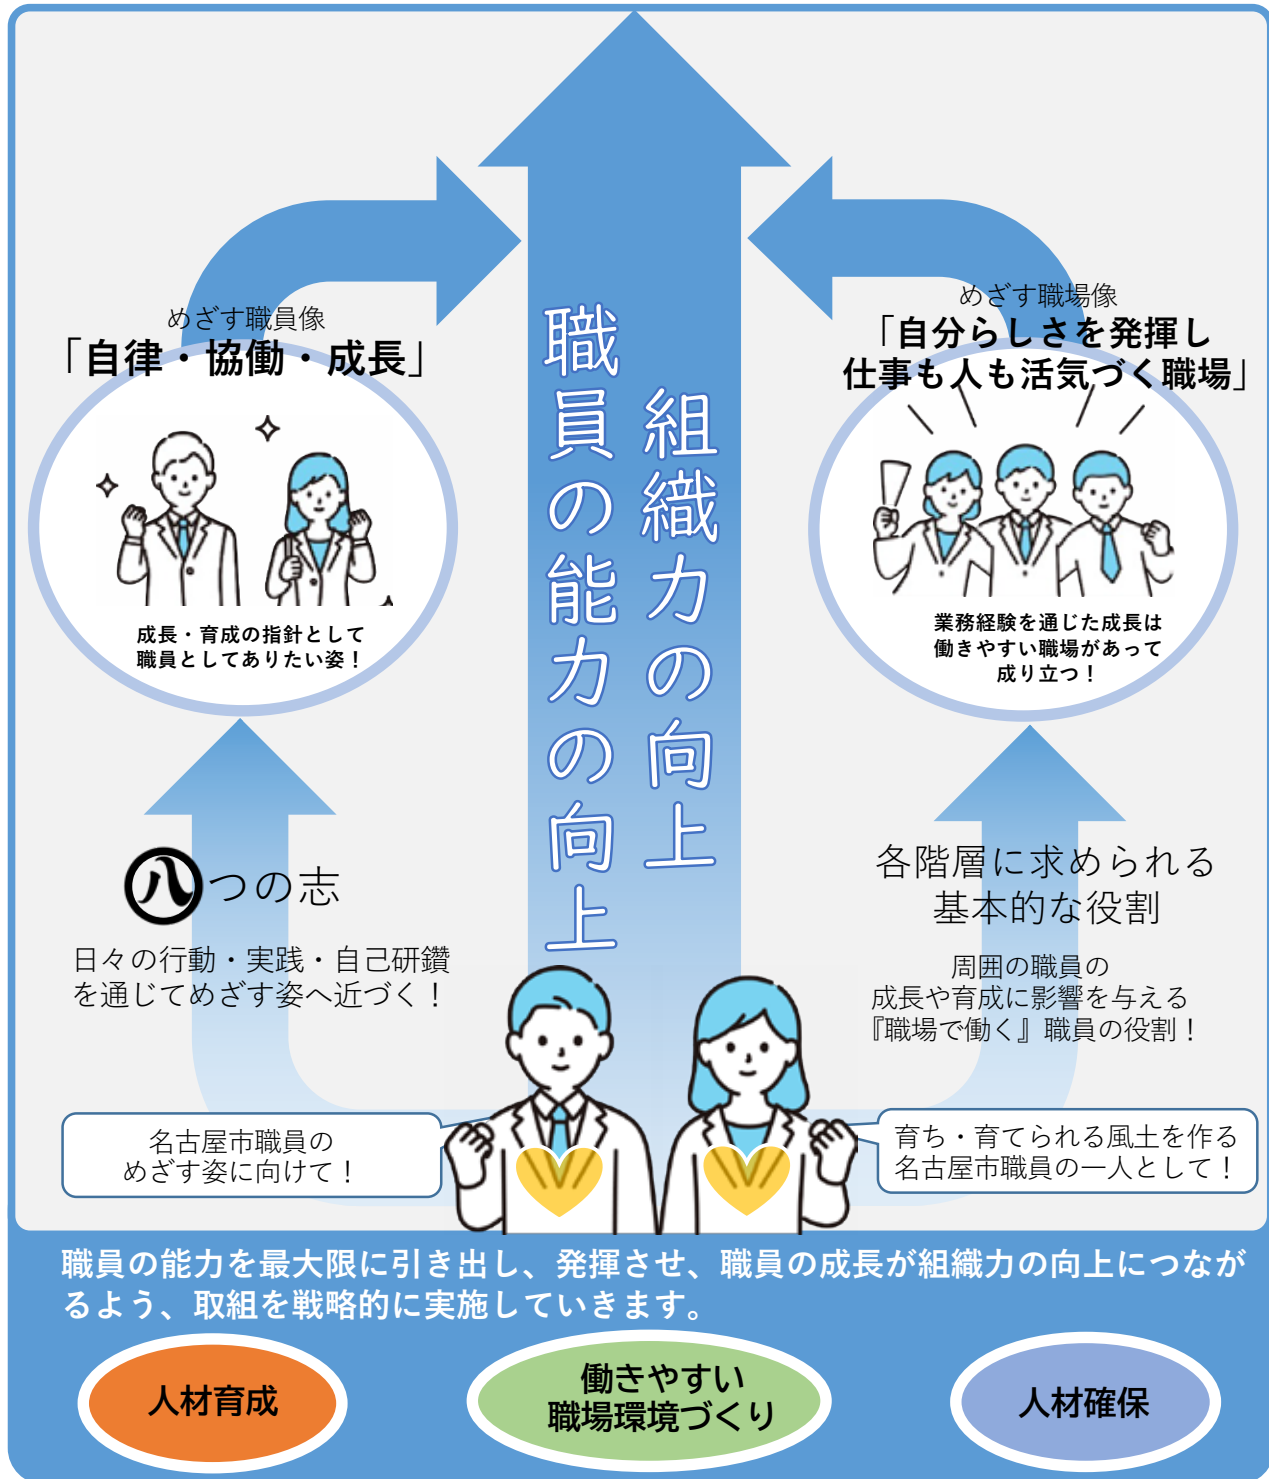 めざす職員像
「自律・協働・成長」
成長・育成の指針として
職員としてありたい姿！
八つの志
日々の行動・実践・自己研鑽
を通じてめざす姿へ近づく！
名古屋市職員の
めざす姿に向けて！
組織力の向上
職員の能力の向上
めざす職場像
「自分らしさを発揮し
仕事も人も活気づく職場」
業務経験を通じた成長は
働きやすい職場があって
成り立つ！
各階層に求められる
基本的な役割
周囲の職員の
成長や育成に影響を与える
『職場で働く』職員の役割！
育ち・育てられる風土を作る
名古屋市職員の一人として！
職員の能力を最大限に引き出し、発揮させ、職員の成長が組織力の向上につなが
るよう、取組を戦略的に実施していきます。
人材育成
働きやすい
職場環境づくり
人材確保